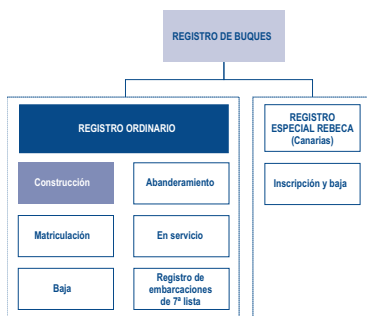 REGISTRO DE BUQUES
REGISTRO ORDINARIO
REGISTRO
ESPECIAL REBECA
(Canarias)
Construcción
Abanderamiento
Inscripción y baja
Matriculación
En servicio
Baja
Registro de
embarcaciones
de 7ª lista